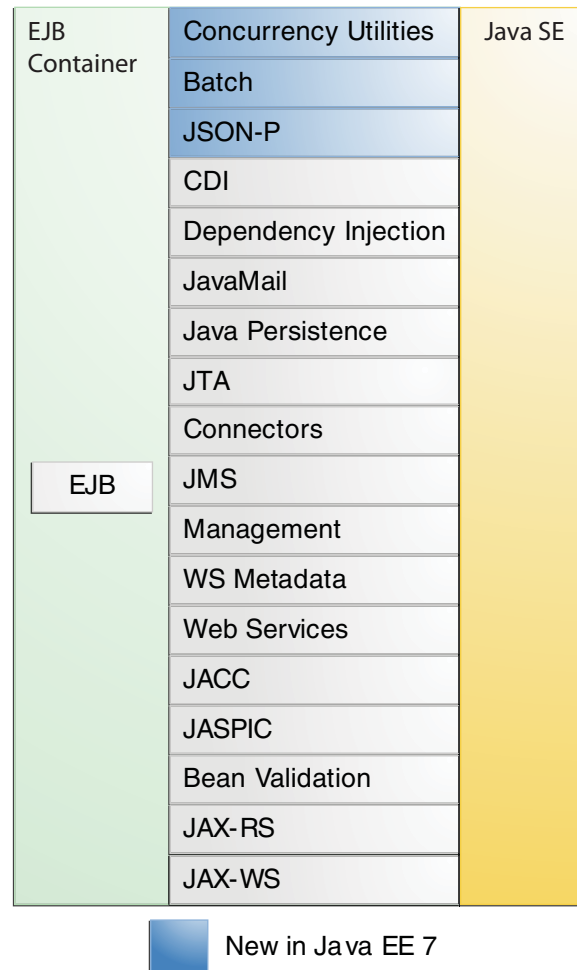 EJB
Container
Concurrency Utilities
Java SE
Batch
JSON-P
CDI
Dependency Injection
JavaMail
Java Persistence
JTA
Connectors
EJB
JMS
Management
WS Metadata
Web Services
JACC
JASPIC
Bean Validation
JAX-RS
JAX-WS
New in Java EE 7